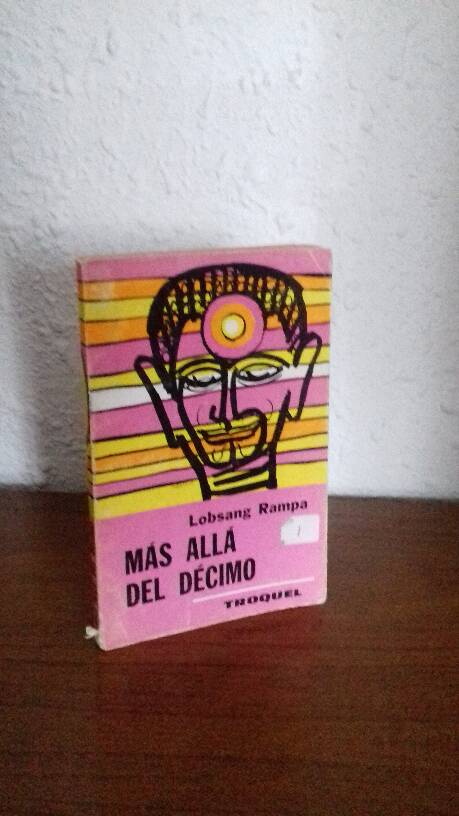 Lobsang Rampa
MÁS ALLÁ
DEL DÉCIMO
TROQUEL